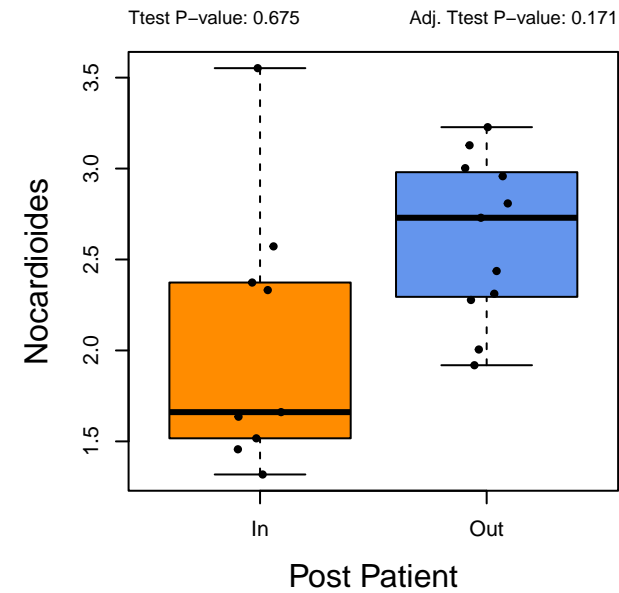 Ttest P−value: 0.675 Adj. Ttest P−value: 0.171
3.5
3.0
2.5
2.0
1.5
Nocardioides
In Out
Post Patient